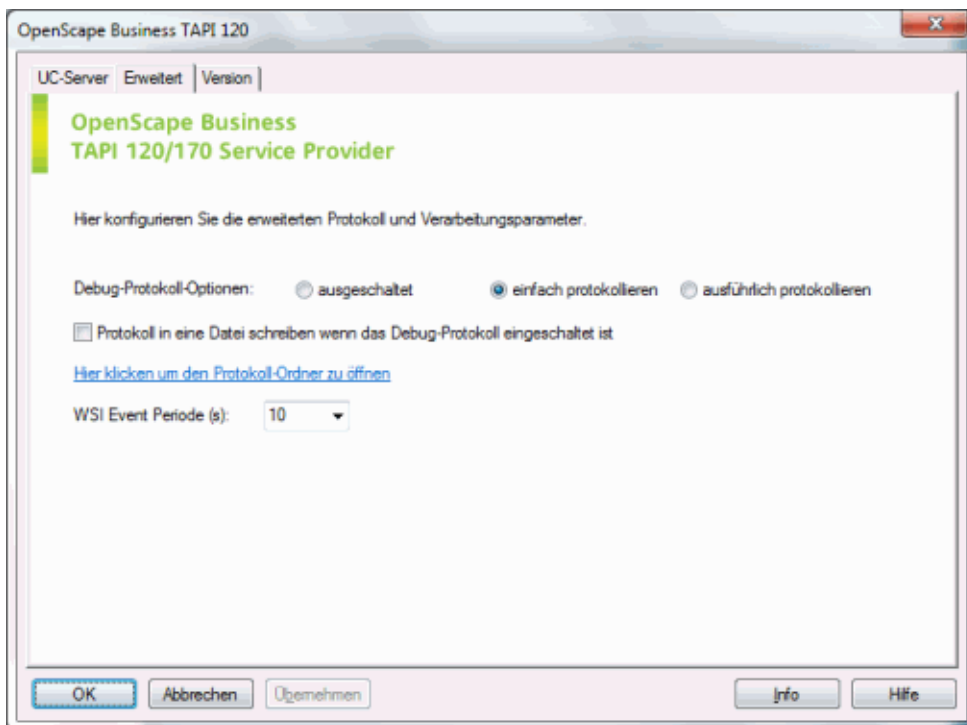 OpenScape Business TAPI 120
UC-Server Erweitert Version
OpenScape Business
TAPI 120/170 Service Provider
Hier konfigurieren Sie die erweiterten Protokoll und Verarbeitungsparameter.
Debug-Protokoll-Optionen: ausgeschaltet einfach protokollieren ausführlich protokollieren
Protokoll in eine Datei schreiben wenn das Debug-Protokoll eingeschaltet ist
Hier klicken um den Protokoll-Ordner zu öffnen
WSI Event Periode (s): 10
OK Abbrechen Übernehmen Info Hilfe